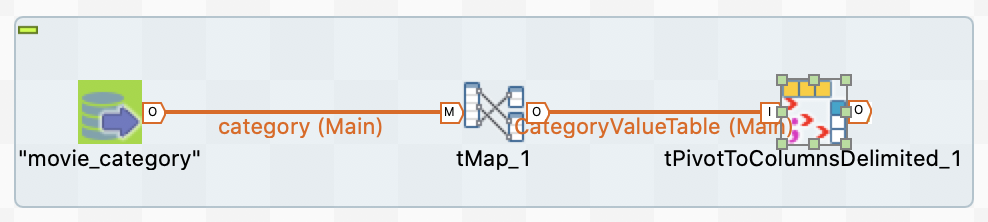 O
M
O
I
O
category (Main)
CategoryValueTable (Main)
"movie_category"
tMap_1
tPivotToColumnsDelimited_1